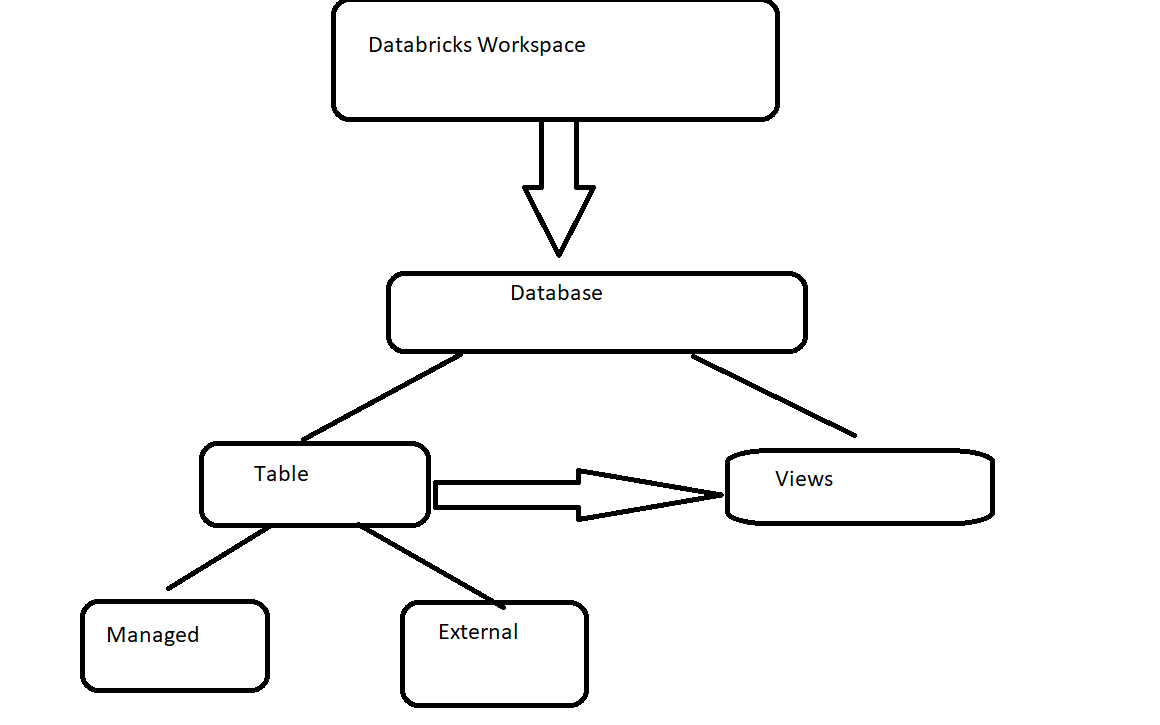 Databricks Workspace
Database
Table
Views
Managed
External